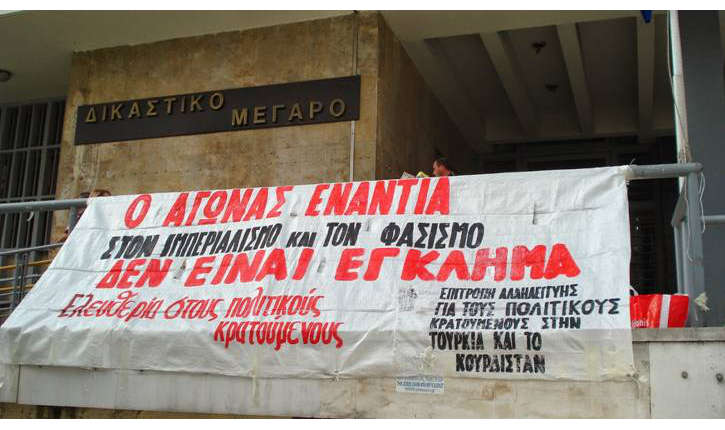 ΔΙΚΑΣΤΙΚΟ ΜΕΓΑΡΟ
Ο ΑΓΩΝΑΣ ΕΝΑΝΤΙΑ
ΣΤΟΝ ΙΜΠΕΡΙΑΛΙΣΜΟ ΚΑΙ ΤΟΝ ΦΑΣΙΣΜΟ
ΔΕΝ ΕΙΝΑΙ ΕΓΚΛΗΜΑ
Ελευθερία στους πολιτικούς
κρατούμενους
ΕΠΙΤΡΟΠΗ ΑΛΛΗΛΕΓΓΥΗΣ
ΓΙΑ ΤΟΥΣ ΠΟΛΙΤΙΚΟΥΣ
ΚΡΑΤΟΥΜΕΝΟΥΣ ΣΤΗΝ
ΤΟΥΡΚΙΑ ΚΑΙ ΤΟ
ΚΟΥΡΔΙΣΤΑΝ